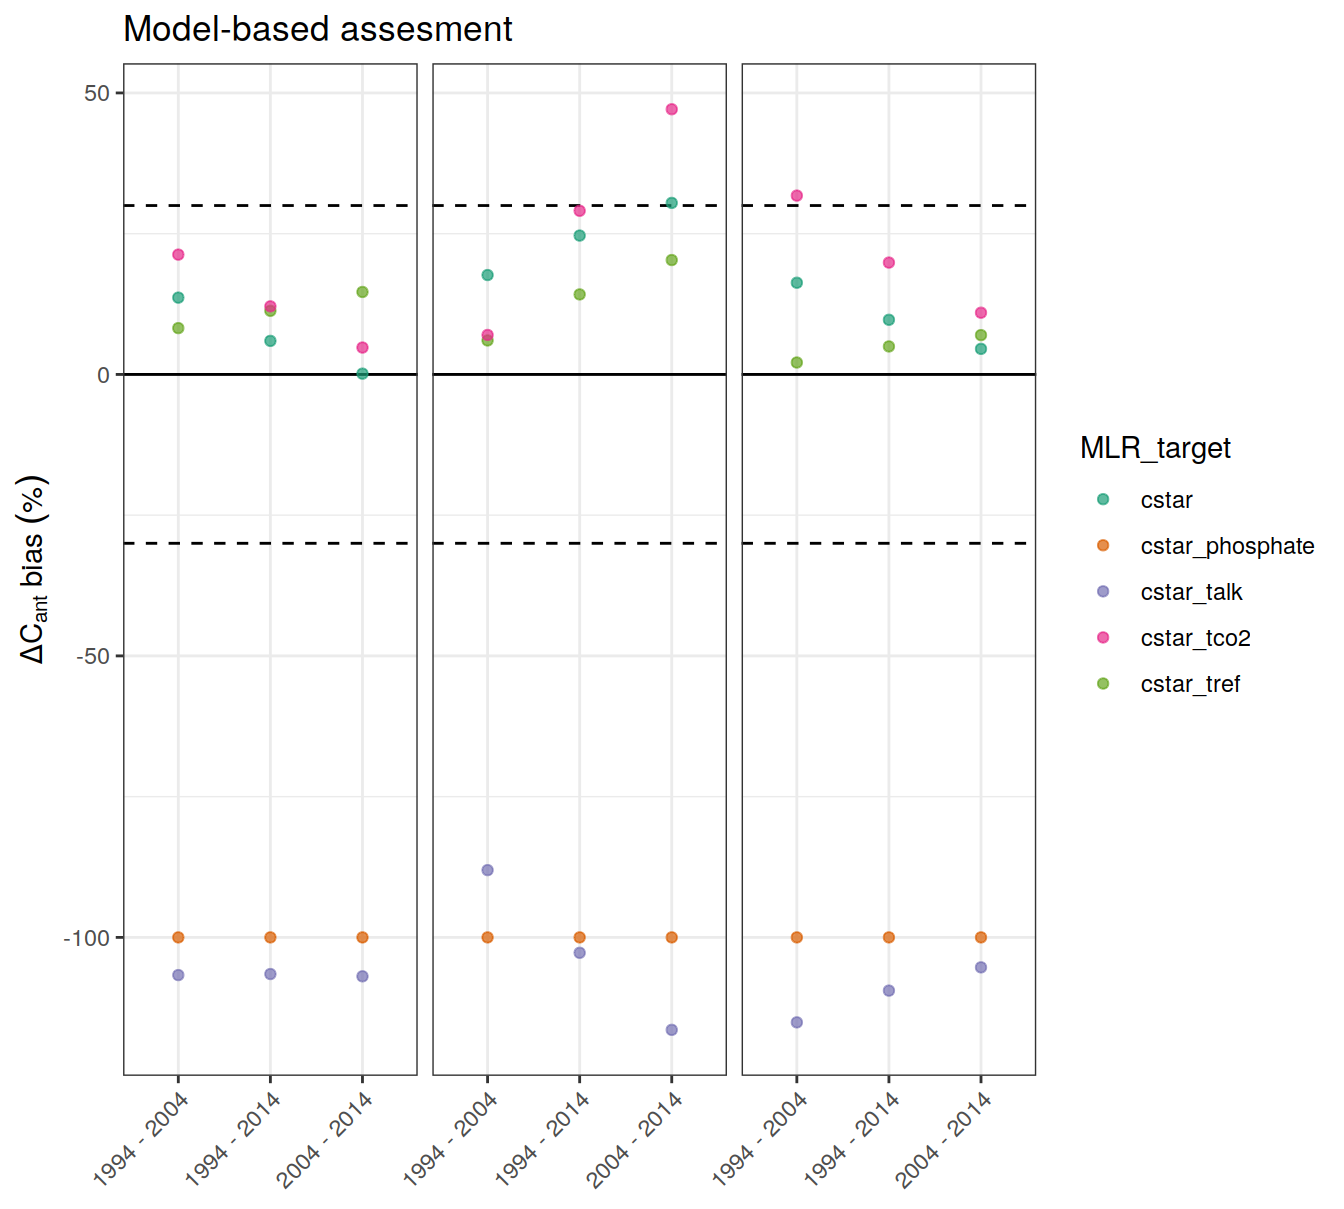 Model-based assesment
50
0
-50
-100
ΔCant bias (%)
1994 - 2004
1994 - 2014
2004 - 2014
1994 - 2004
1994 - 2014
2004 - 2014
1994 - 2004
1994 - 2014
2004 - 2014
MLR_target
cstar
cstar_phosphate
cstar_talk
cstar_tco2
cstar_tref